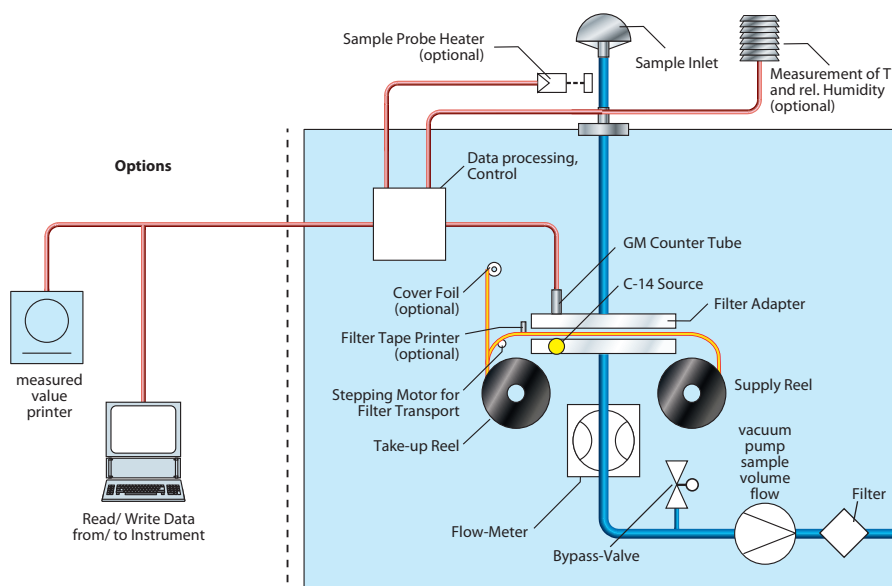 Sample Probe Heater
(optional)
Sample Inlet
Measurement of T
and rel. Humidity
(optional)
Options
Data processing,
Control
GM Counter Tube
C-14 Source
Cover Foil
(optional)
Filter Adapter
Filter Tape Printer
(optional)
measured
value
printer
Stepping Motor for
Filter Transport
Supply Reel
Take-up Reel
vacuum
pump
sample
volume
flow
Filter
Read/ Write Data
from/ to Instrument
Flow-Meter
Bypass-Valve